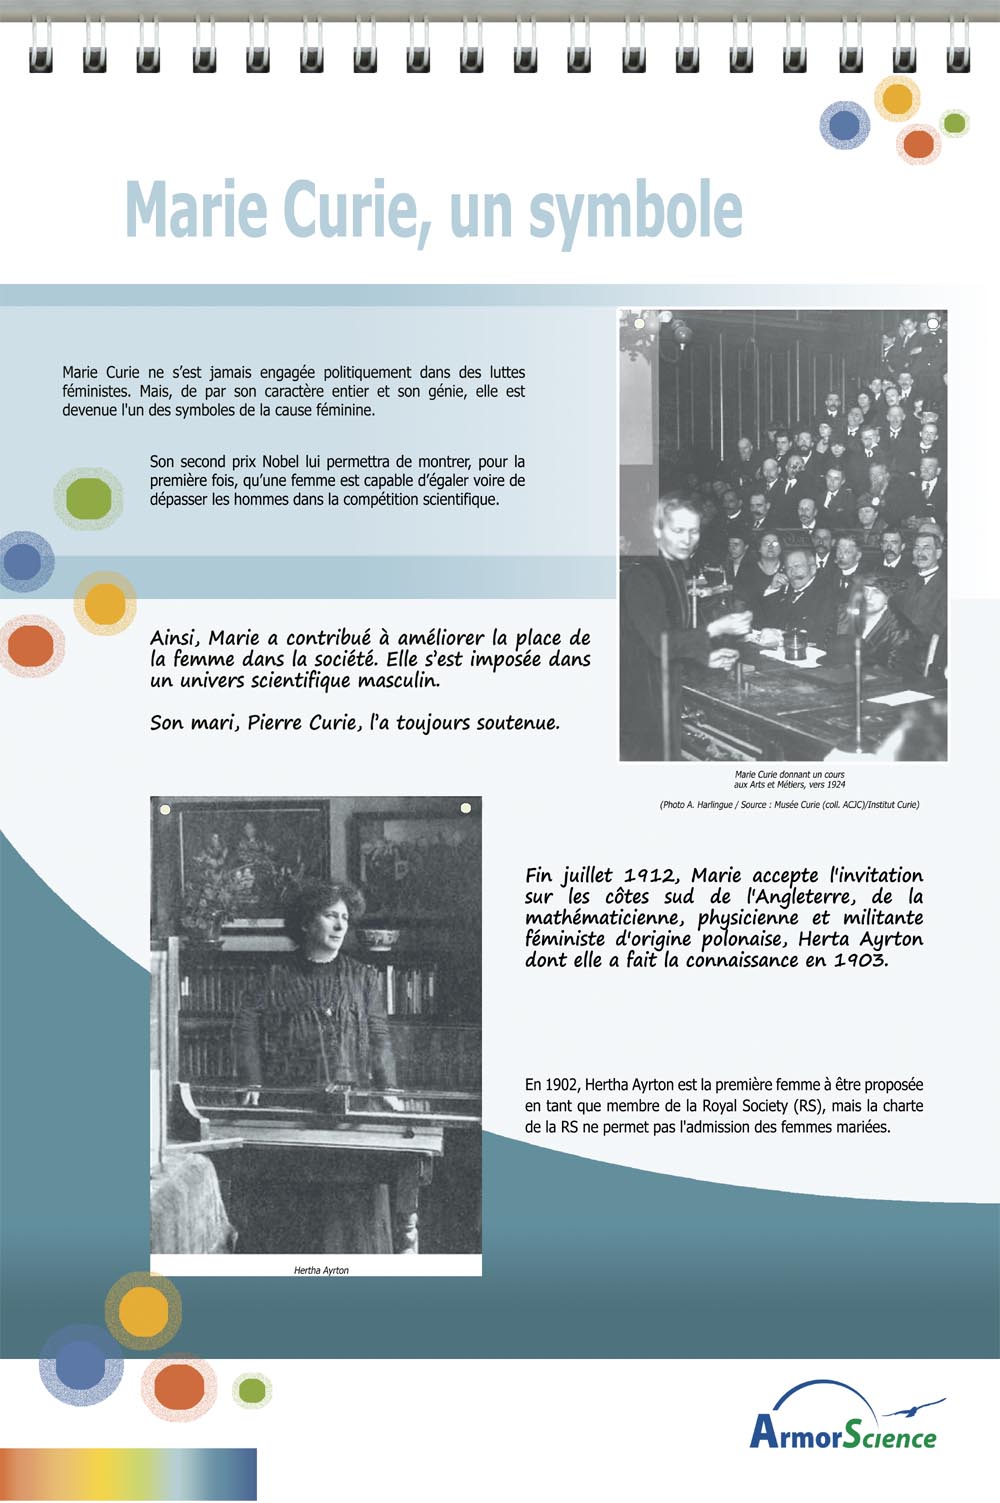 Marie Curie, un symbole
Marie Curie ne s’est jamais engagée politiquement dans des luttes
féministes. Mais, de par son caractère entier et son génie, elle est
devenue l'un des symboles de la cause féminine.
Son second prix Nobel lui permettra de montrer, pour la
première fois, qu’une femme est capable d’égaler voire de
dépasser les hommes dans la compétition scientifique.
Ainsi, Marie a contribué à améliorer la place de
la femme dans la société. Elle s’est imposée dans
un univers scientifique masculin.
Son mari, Pierre Curie, l’a toujours soutenue.
Marie Curie donnant un cours
aux Arts et Métiers, vers 1924
(Photo A. Harlingue / Source : Musée Curie (coll. ACJC)/Institut Curie)
Fin juillet 1912, Marie accepte l'invitation
sur les côtes sud de l'Angleterre, de la
mathématicienne, physicienne et militante
féministe d'origine polonaise, Herta Ayrton
dont elle a fait la connaissance en 1903.
En 1902, Hertha Ayrton est la première femme à être proposée
en tant que membre de la Royal Society (RS), mais la charte
de la RS ne permet pas l'admission des femmes mariées.
Hertha Ayrton
ArmorScience